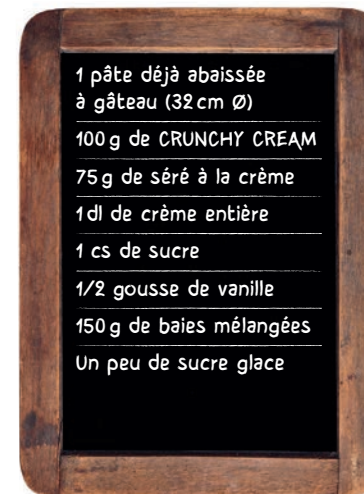 1 pâte déjà abaissée
à gâteau (32 cm Ø)
100 g de CRUNCHY CREAM
75 g de séré à la crème
1 dl de crème entière
1 cs de sucre
1/2 gousse de vanille
150 g de baies mélangées
Un peu de sucre glace